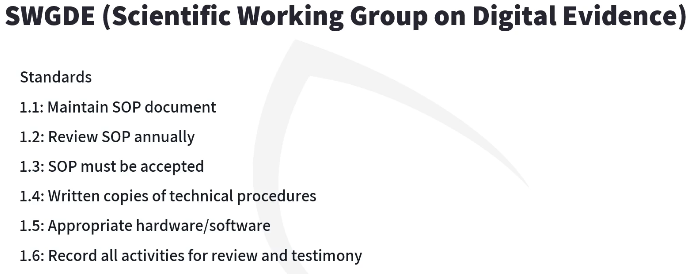 SWGDE (Scientific Working Group on Digital Evidence)
Standards
1.1: Maintain SOP document
1.2: Review SOP annually
1.3: SOP must be accepted
1.4: Written copies of technical procedures
1.5: Appropriate hardware/software
1.6: Record all activities for review and testimony